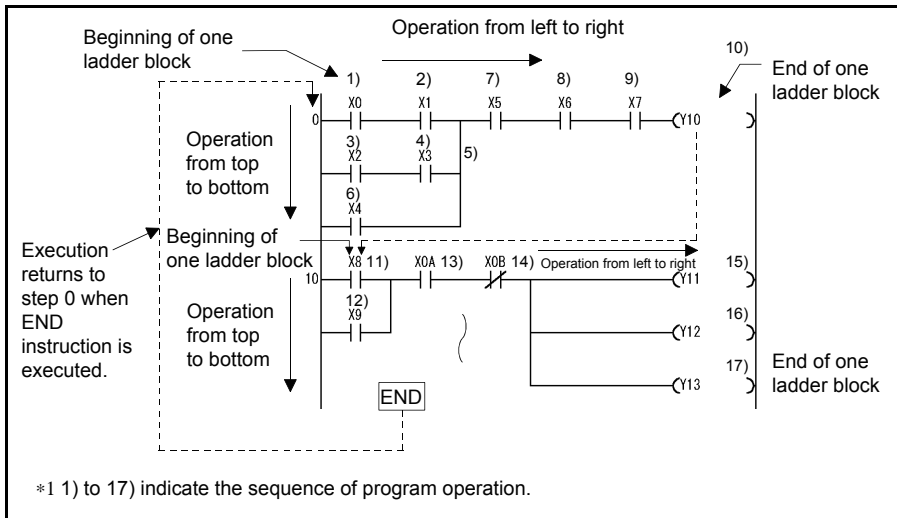 Beginning of one
ladder block
Operation from left to right
10)
End of one
ladder block
1) 2) 7) 8) 9)
X0 X1 X5 X6 X7
0
Y10
Operation
from top
to bottom
3) 4)
X2 X3
5)
6)
X4
Execution
returns to
step 0 when
END
instruction is
executed.
Beginning of
one ladder block
X8 11) X0A 13) X0B 14)
Operation from left to right
15)
10
Y11
12)
X9
16)
Y12
Operation
from top
to bottom
17)
Y13
End of one
ladder block
END
*1 1) to 17) indicate the sequence of program operation.